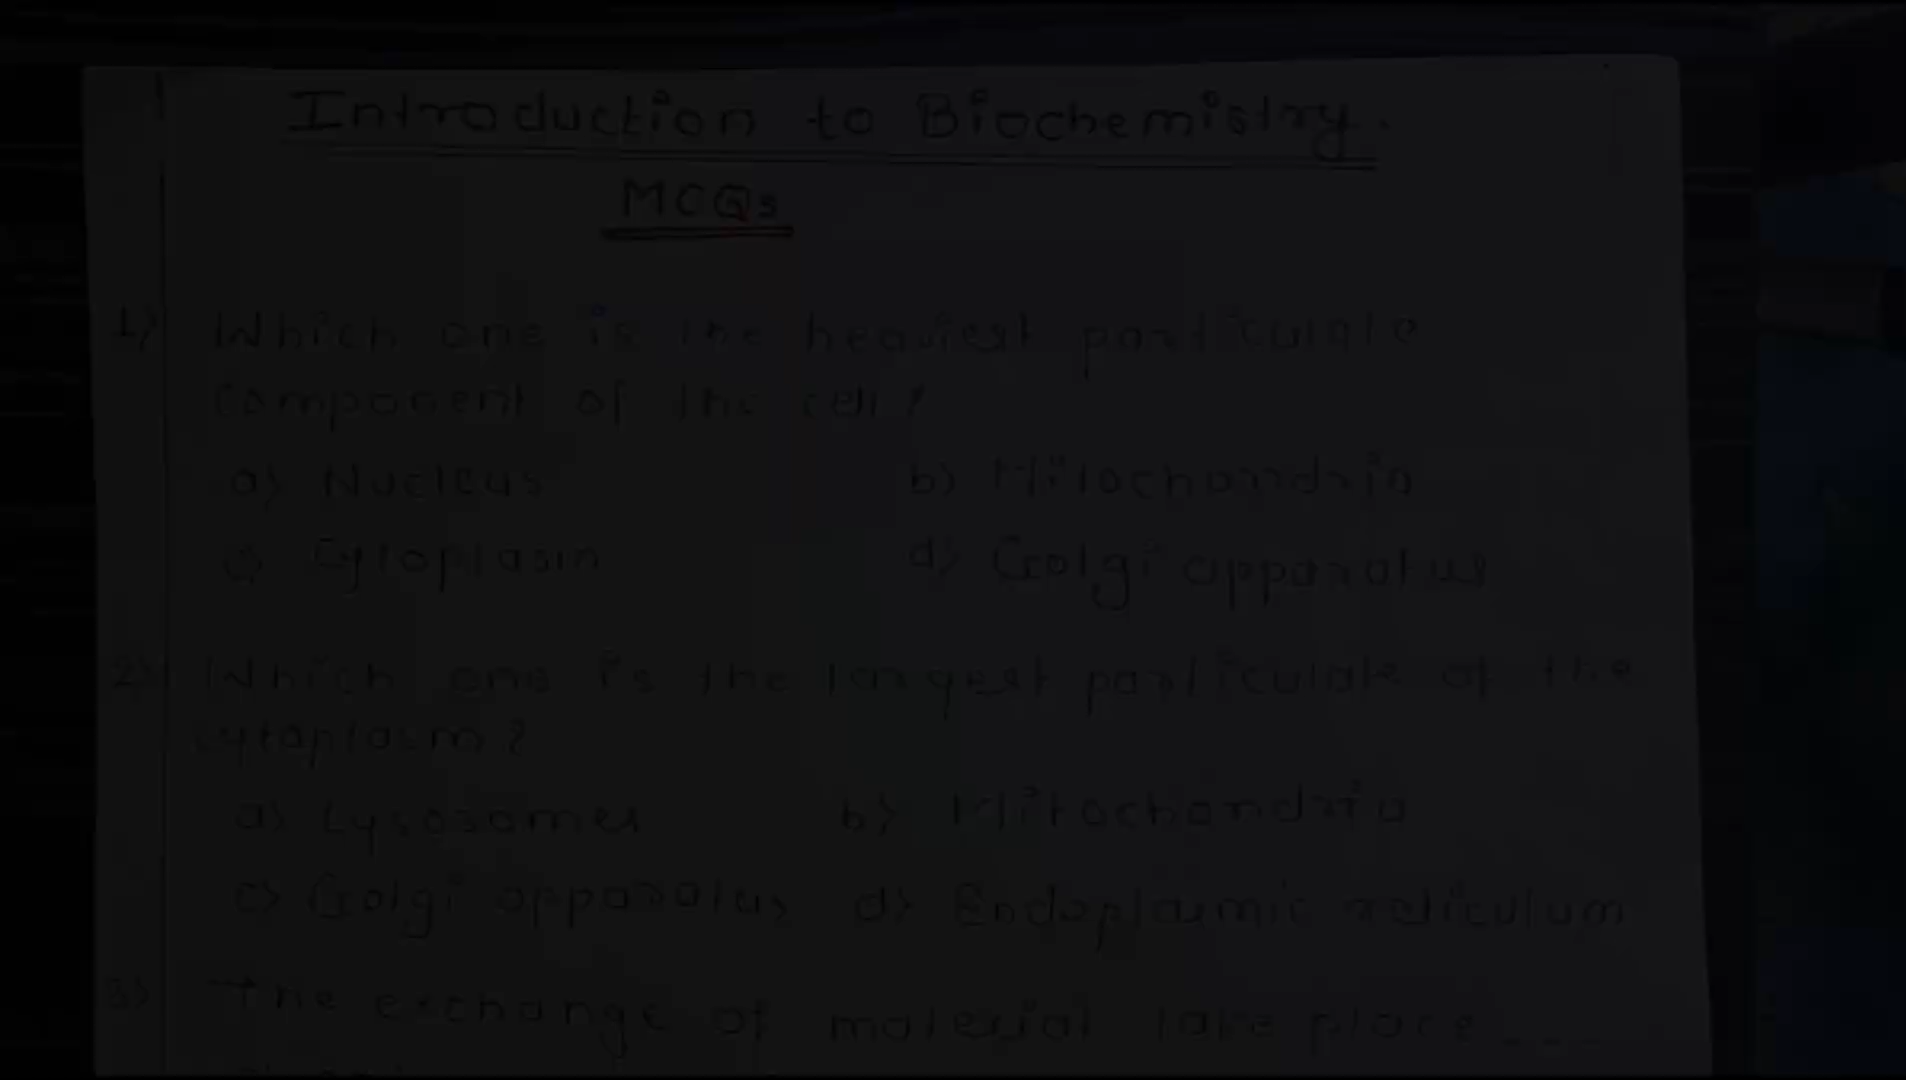 Introduction to Biochemistry.
MCQs
1) Which one is the heaviest particulate
component of the cell?
a) Nucleus b) Mitochondria
c) Cytoplasm d) Golgi apparatus
2) Which one is the largest particulate of the
cytoplasm?
a) Lysosomes b) Mitochondria
c) Golgi apparatus d) Endoplasmic reticulum
3) The exchange of material take place ---